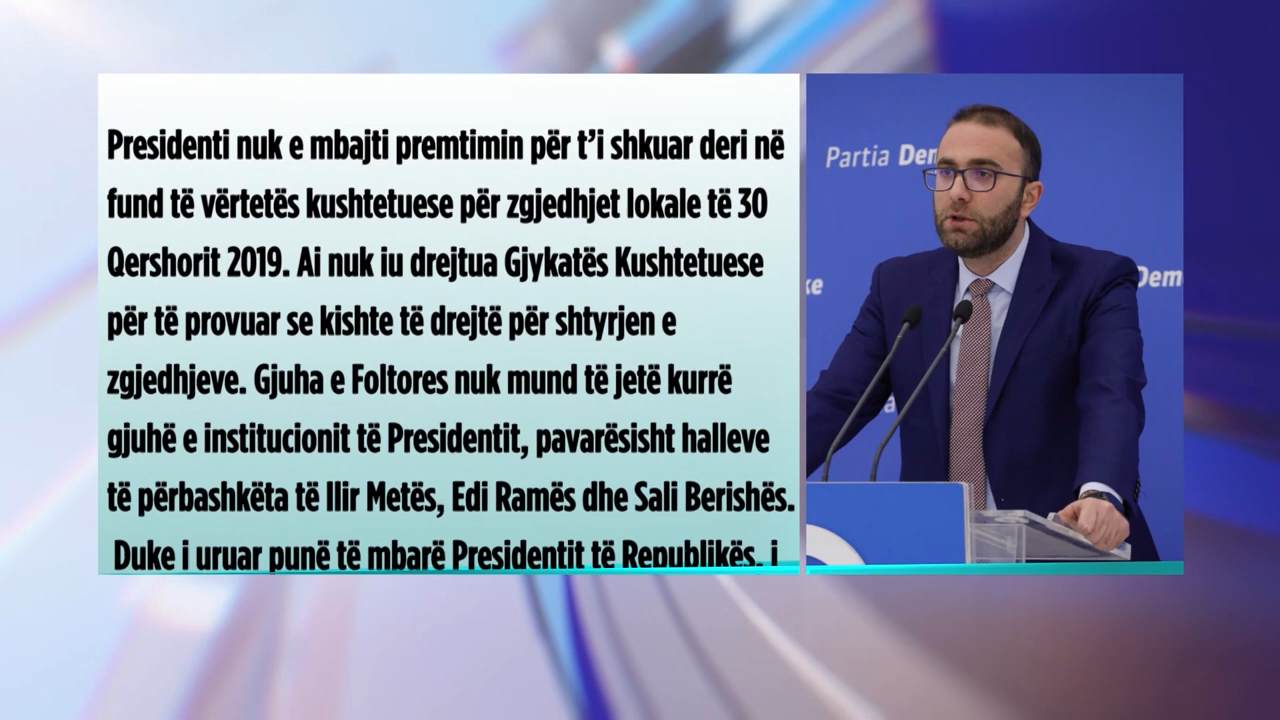 Presidenti nuk e mbajti premtimin për t’i shkuar deri në
fund të vërtetës kushtetuese për zgjedhjet lokale të 30
Qershorit 2019. Ai nuk iu drejtua Gjykatës Kushtetuese
për të provuar se kishte të drejtë për shtyrjen e
zgjedhjeve. Gjuha e Foltores nuk mund të jetë kurrë
gjuhë e institucionit të Presidentit, pavarësisht halleve
të përbashkëta të Ilir Metës, Edi Ramës dhe Sali Berishës.
Duke i uruar punë të mbarë Presidentit të Republikës, i
Partia Dem
ke
Dem